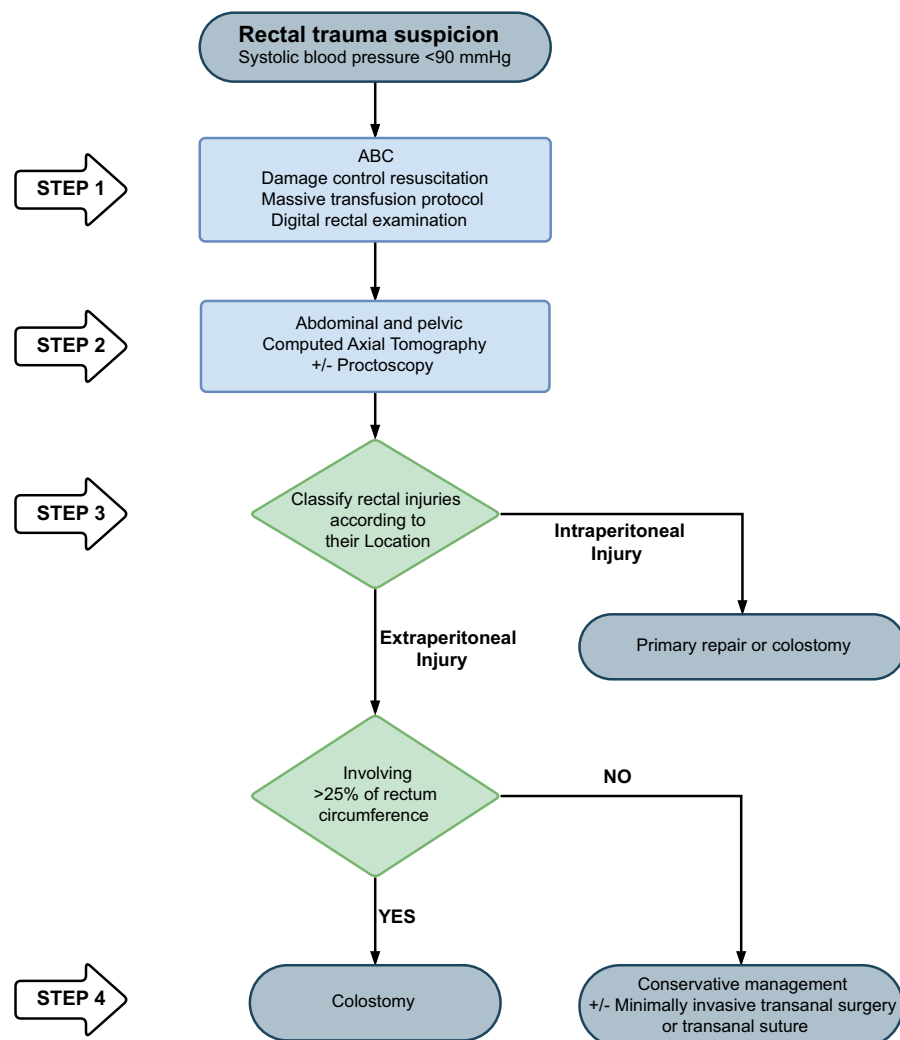 Rectal trauma suspicion
Systolic blood pressure <90 mmHg
STEP 1
ABC
Damage control resuscitation
Massive transfusion protocol
Digital rectal examination
STEP 2
Abdominal and pelvic
Computed Axial Tomography
+/- Proctoscopy
STEP 3
Classify rectal injuries
according to
their Location
Intraperitoneal
Injury
Primary repair or colostomy
Extraperitoneal
Injury
Involving
>25% of rectum
circumference
NO
YES
STEP 4
Colostomy
Conservative management
+/- Minimally invasive transanal surgery
or transanal suture